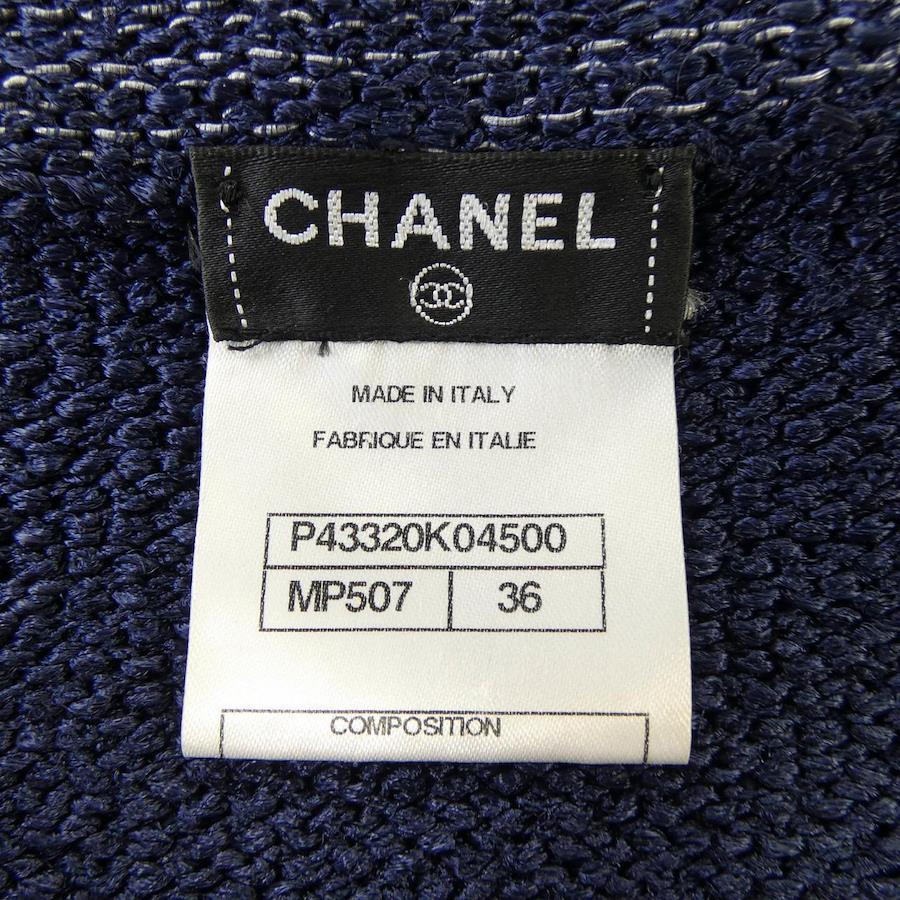 CHANEL
MADE IN ITALY
FABRIQUE EN ITALIE
P43320K04500
MP507 36
COMPOSITION